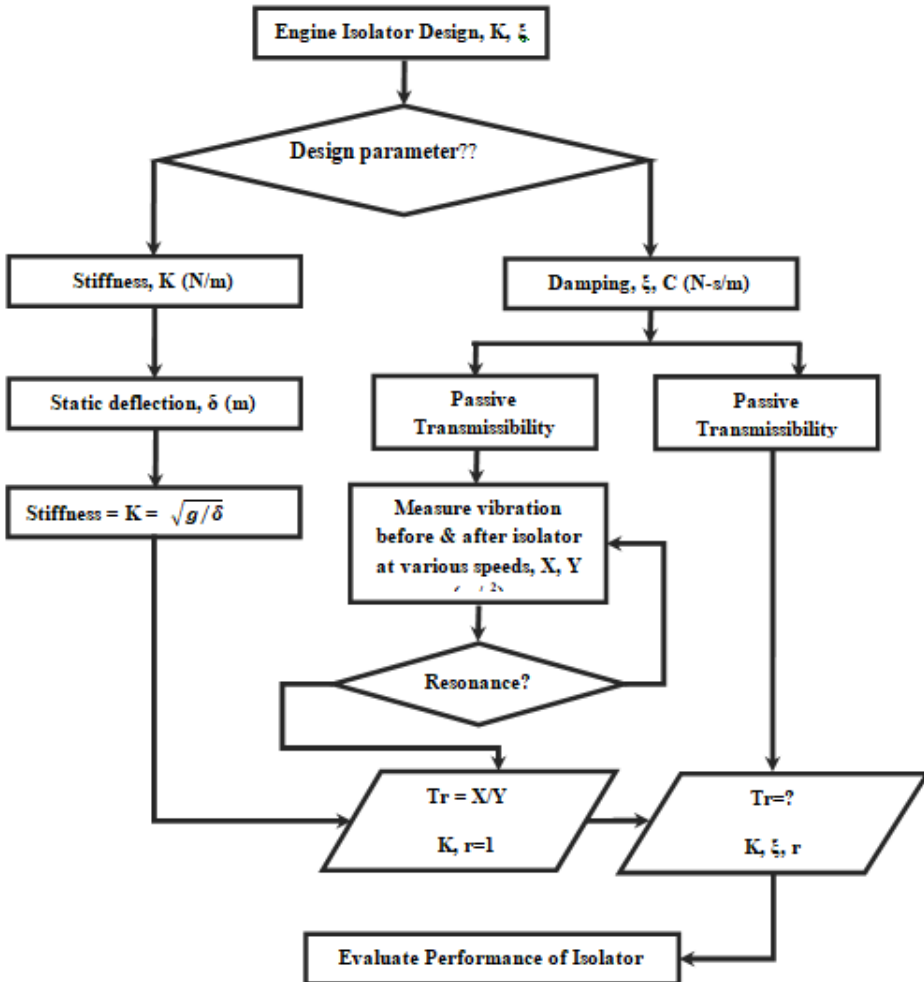 Engine Isolator Design, K, ξ
Design parameter??
Stiffness, K (N/m)
Damping, ξ, C (N-s/m)
Static deflection, δ (m)
Passive
Transmissibility
Passive
Transmissibility
Stiffness = K = √g/δ
Measure vibration
before & after isolator
at various speeds, X, Y
Resonance?
Tr = X/Y
K, r=1
Tr=?
K, ξ, r
Evaluate Performance of Isolator